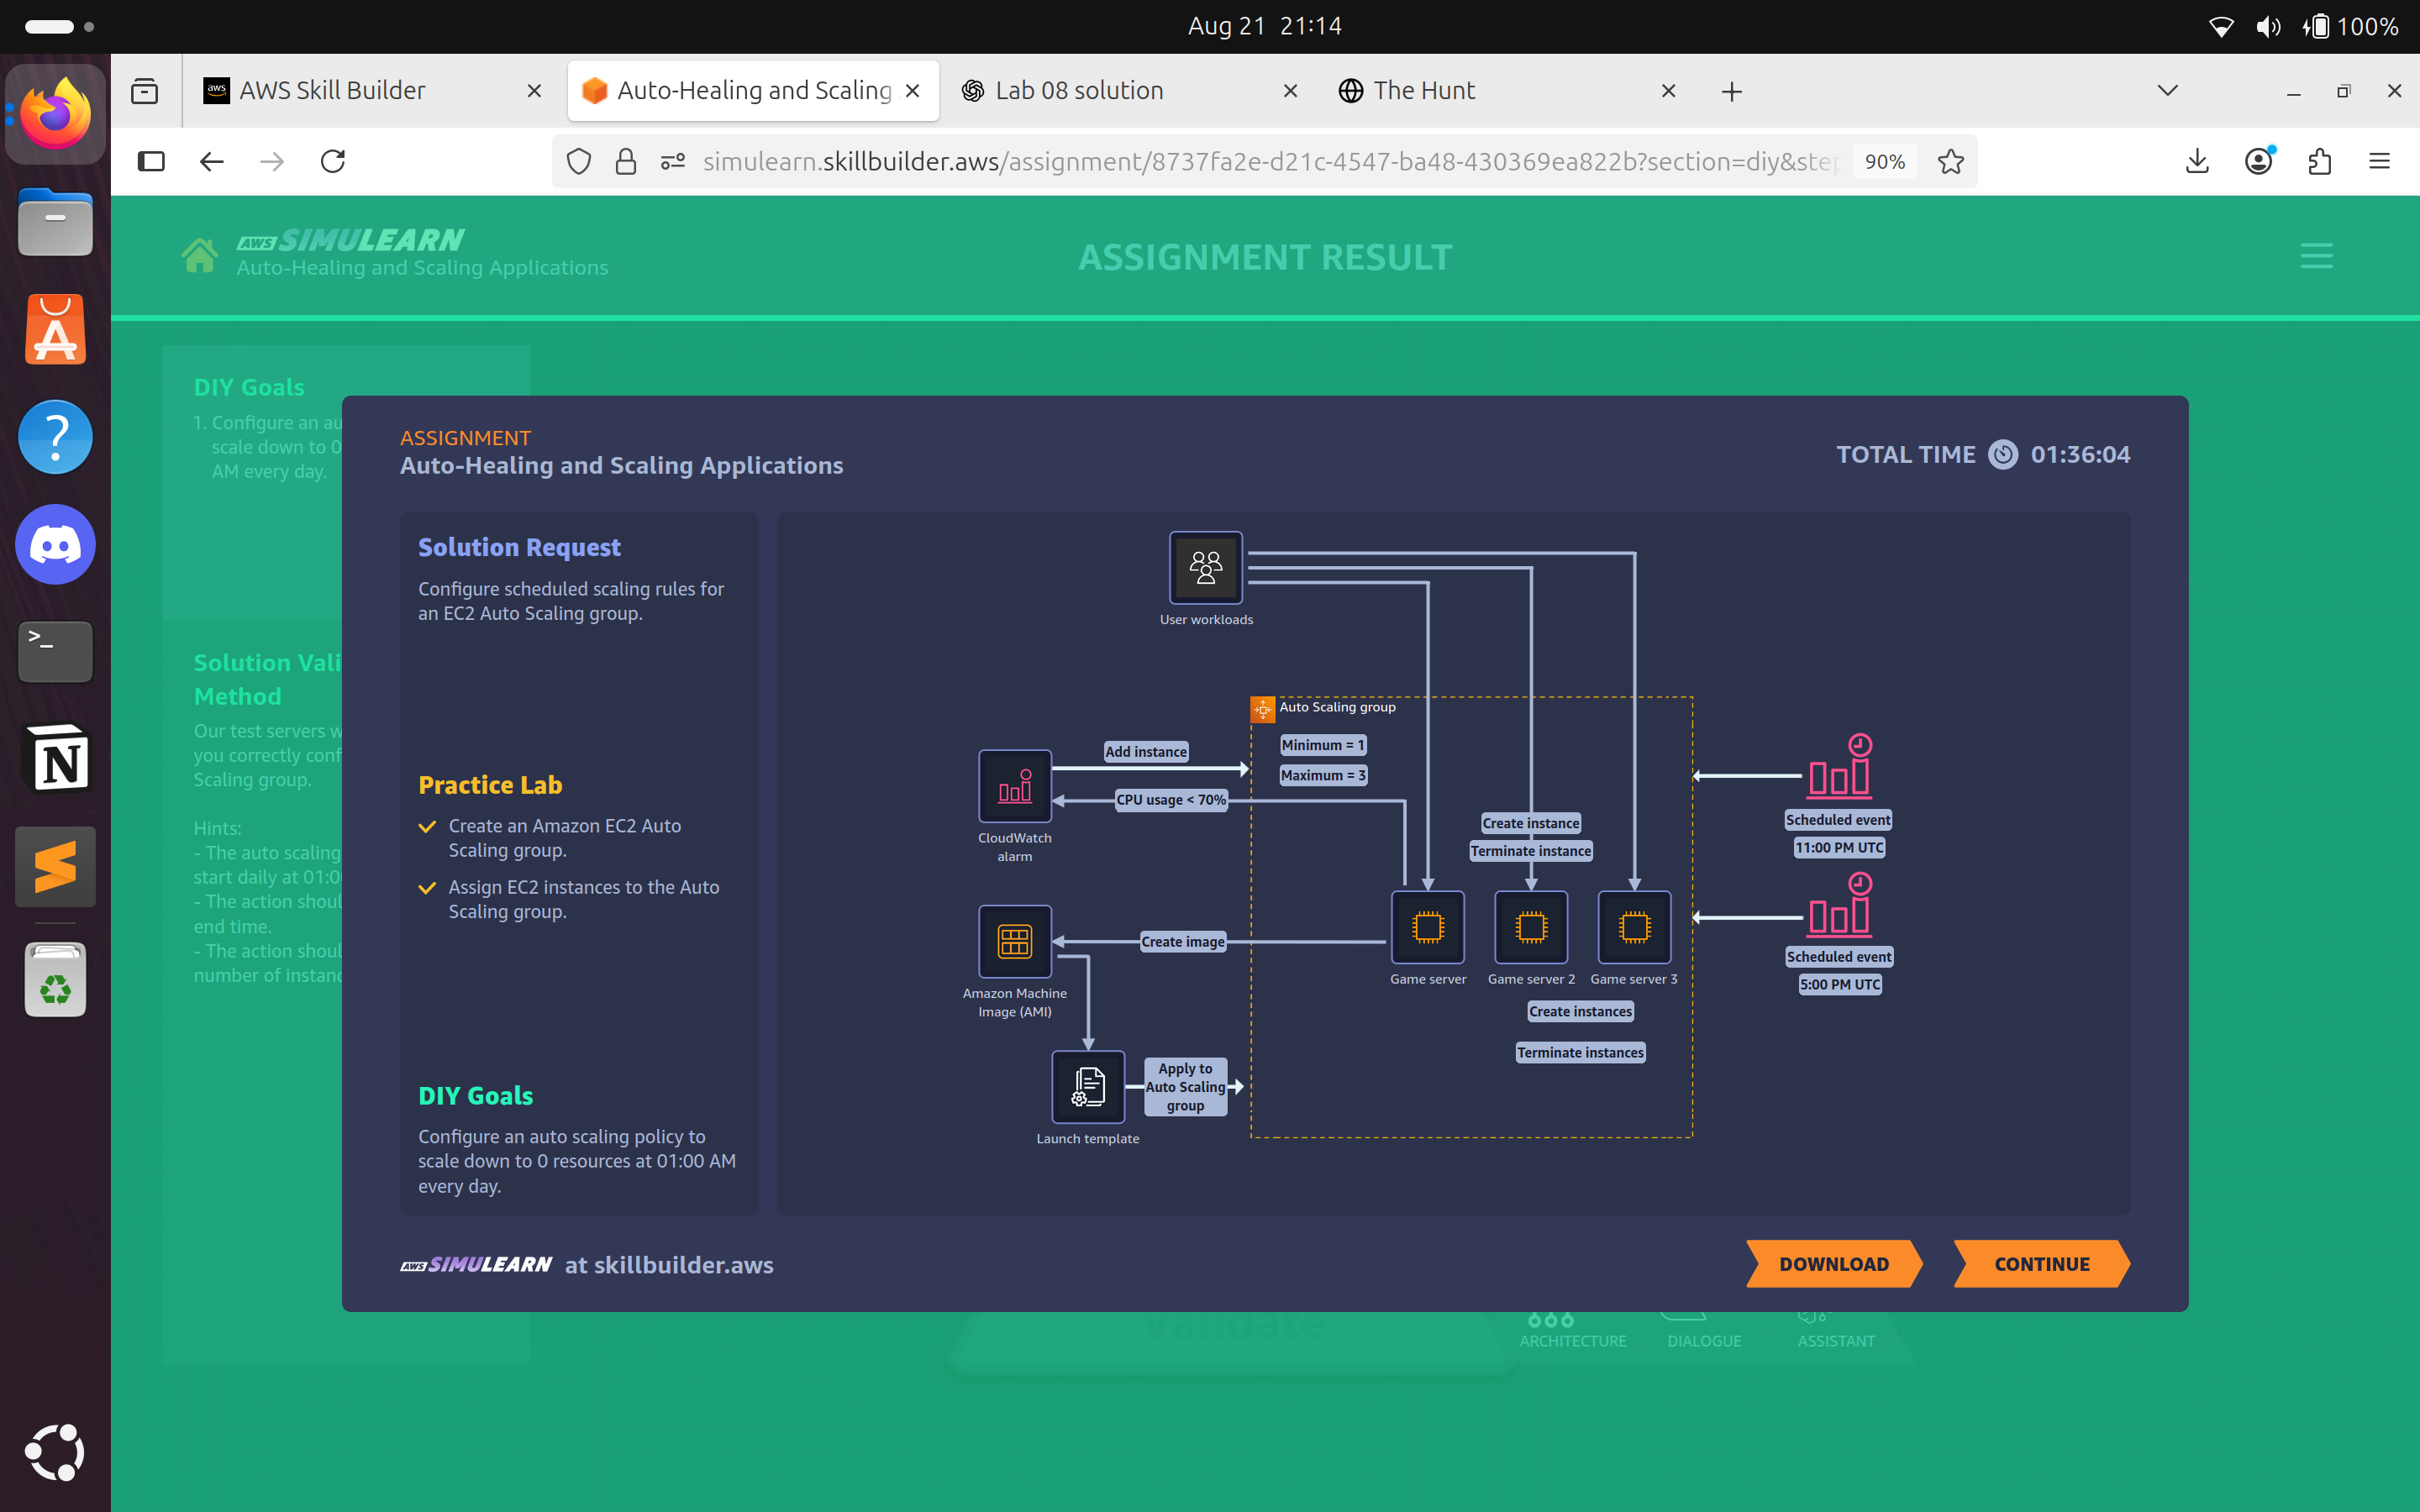 Aug 21 21:14
100%
AWS Skill Builder
Auto-Healing and Scaling
Lab 08 solution
The Hunt
simulearn.skillbuilder.aws/assignment/8737fa2e-d21c-4547-ba48-430369ea822b?section=diy&step
90%
aws SIMULEARN
Auto-Healing and Scaling Applications
ASSIGNMENT RESULT
DIY Goals
1. Configure an au
scale down to 0
AM every day.
Solution Vali
Method
Our test servers w
you correctly conf
Scaling group.
Hints:
- The auto scaling
start daily at 01:0
- The action shoul
end time.
- The action shoul
number of instanc
ASSIGNMENT
Auto-Healing and Scaling Applications
TOTAL TIME 01:36:04
Solution Request
Configure scheduled scaling rules for
an EC2 Auto Scaling group.
Practice Lab
Create an Amazon EC2 Auto
Scaling group.
Assign EC2 instances to the Auto
Scaling group.
DIY Goals
Configure an auto scaling policy to
scale down to 0 resources at 01:00 AM
every day.
User workloads
Auto Scaling group
Minimum = 1
Maximum = 3
Add instance
CPU usage < 70%
CloudWatch
alarm
Create instance
Terminate instance
Scheduled event
11:00 PM UTC
Create image
Amazon Machine
Image (AMI)
Game server
Game server 2
Game server 3
Scheduled event
5:00 PM UTC
Create instances
Terminate instances
Apply to
Auto Scaling
group
Launch template
aws SIMULEARN at skillbuilder.aws
DOWNLOAD
CONTINUE
Validate
ARCHITECTURE
DIALOGUE
ASSISTANT